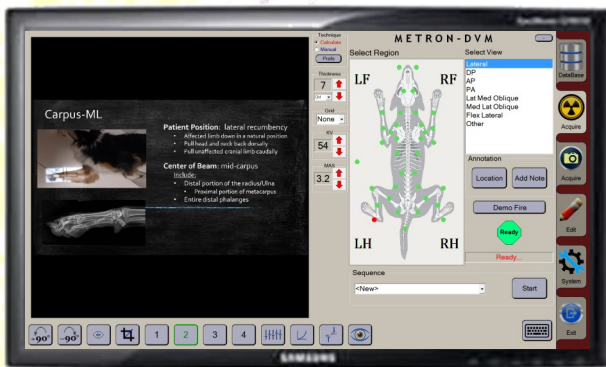 Technique
Calculate
Manual
Prefs
Thickness
7
Grid
None
KV
54
MAS
3.2
METRON-DVM
Select Region
LF
RF
LH
RH
Select View
Lateral
DP
AP
PA
Lat Med Oblique
Med Lat Oblique
Flex Lateral
Other
Annotation
Location
Add Note
Demo Fire
Ready
Ready...
Sequence
<New>
Start
DataBase
Acquire
Acquire
Edit
System
Exit
Carpus-ML
Patient Position: lateral recumbency
• Affected limb down in a natural position
• Pull head and neck back dorsally
• Pull unaffected cranial limb caudally
Center of Beam: mid-carpus
Include:
• Distal portion of the radius/Ulna
• Proximal portion of metacarpus
• Entire distal phalanges
+90°
-90°
1
2
3
4
SAMSUNG